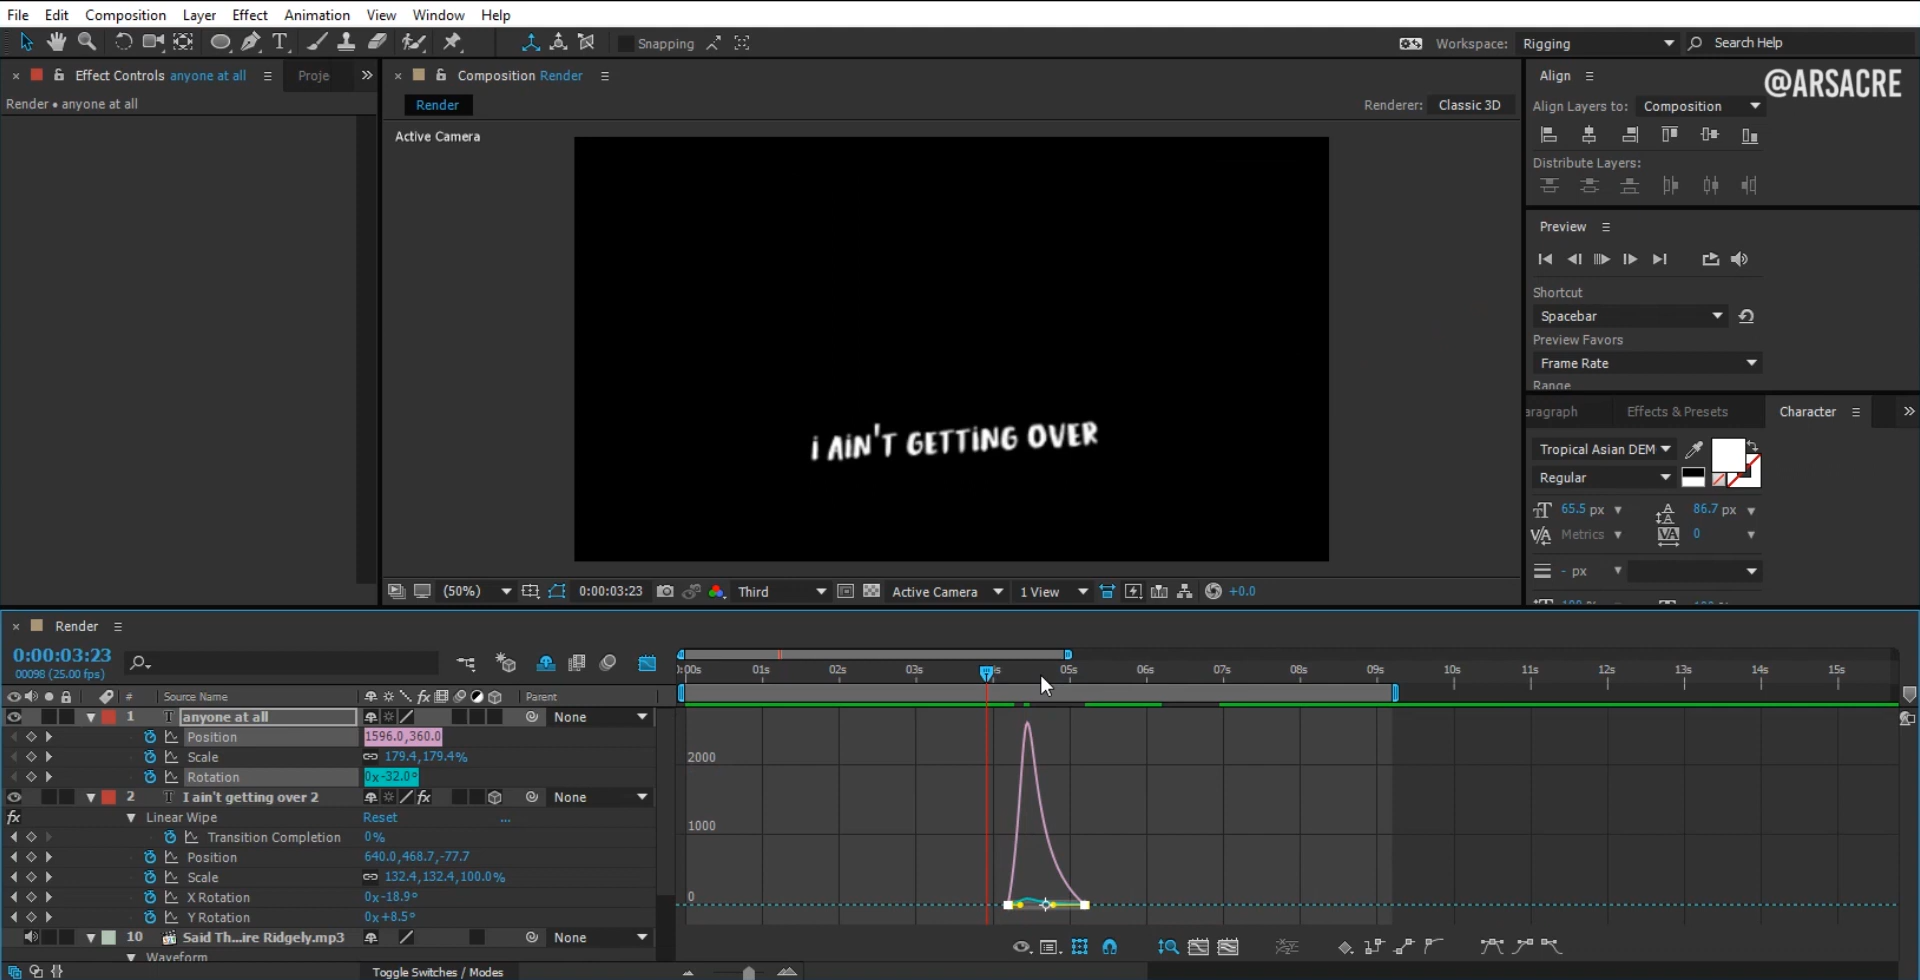 File Edit Composition Layer Effect Animation View Window Help
Snapping
Workspace: Rigging
Search Help
Effect Controls anyone at all
Proje
Render • anyone at all
Composition Render
Render
Renderer: Classic 3D
Active Camera
I AIN'T GETTING OVER
(50%) 0:00:03:23 Third Active Camera 1 View +0.0
Align
@ARSACRE
Align Layers to: Composition
Distribute Layers:
Preview
Shortcut
Spacebar
Preview Favors
Frame Rate
Range
aragraph Effects & Presets Character
Tropical Asian DEM
Regular
65.5 px 86.7 px
Metrics 0
- px
Render
0:00:03:23
00098 (25.00 fps)
# Source Name Parent
1 anyone at all None
Position 1596.0,360.0
Scale 179.4,179.4%
Rotation 0x-32.0°
2 I ain't getting over 2 None
Linear Wipe Reset ...
Transition Completion 0%
Position 640.0,468.7,-77.7
Scale 132.4,132.4,100.0%
X Rotation 0x-18.9°
Y Rotation 0x+8.5°
10 Said Th...ire Ridgely.mp3 None
Waveform
Toggle Switches / Modes
:00s 01s 02s 03s 05s 06s 07s 08s 09s 10s 11s 12s 13s 14s 15s
2000
1000
0